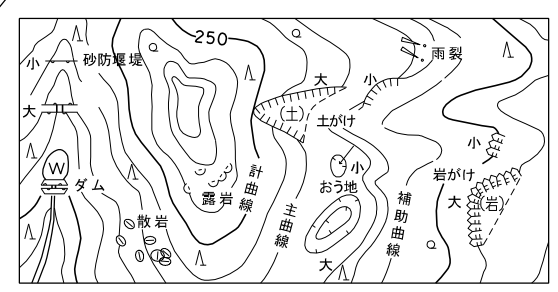 250
小 砂防堰堤
大
W
ダム
散岩
露岩
計曲線
主曲線
大
(土)
土がけ
小
雨裂
小
おう地
大
補助曲線
小
岩がけ
大
(岩)